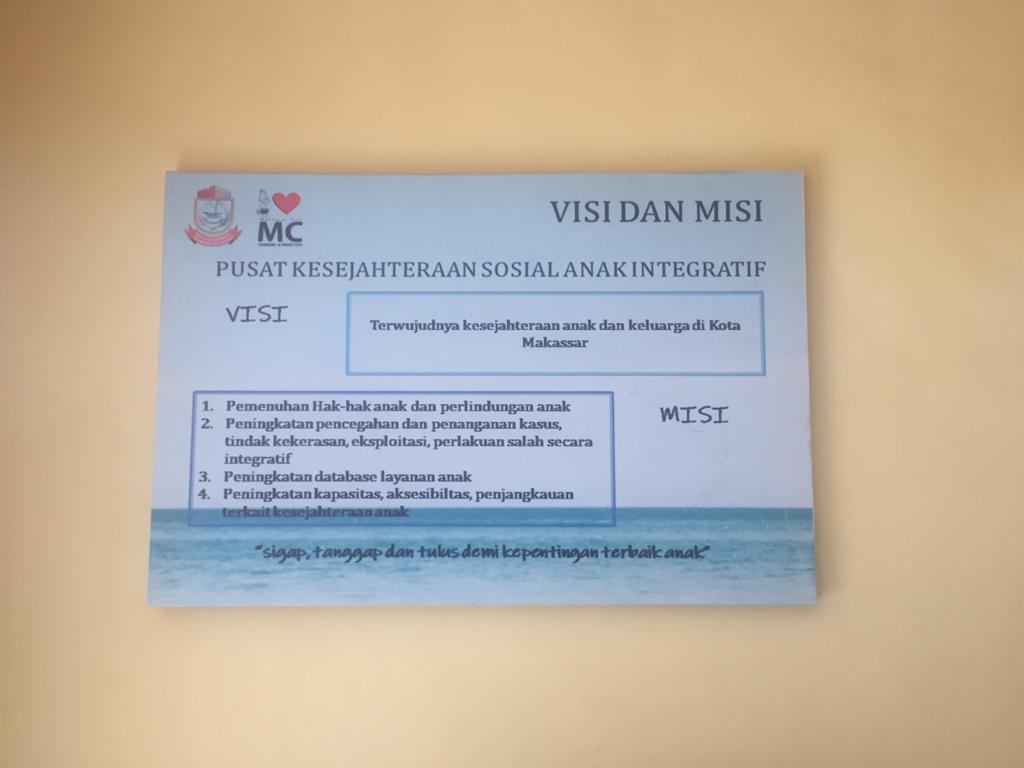 MC
VISI DAN MISI
PUSAT KESEJAHTERAAN SOSIAL ANAK INTEGRATIF
VISI
Terwujudnya kesejahteraan anak dan keluarga di Kota
Makassar
MISI
1. Pemenuhan Hak-hak anak dan perlindungan anak
2. Peningkatan pencegahan dan penanganan kasus,
tindak kekerasan, eksploitasi, perlakuan salah secara
integratif
3. Peningkatan database layanan anak
4. Peningkatan kapasitas, aksesibiltas, penjangkauan
terkait kesejahteraan anak
"sigap, tanggap dan tulus demi kepentingan terbaik anak"